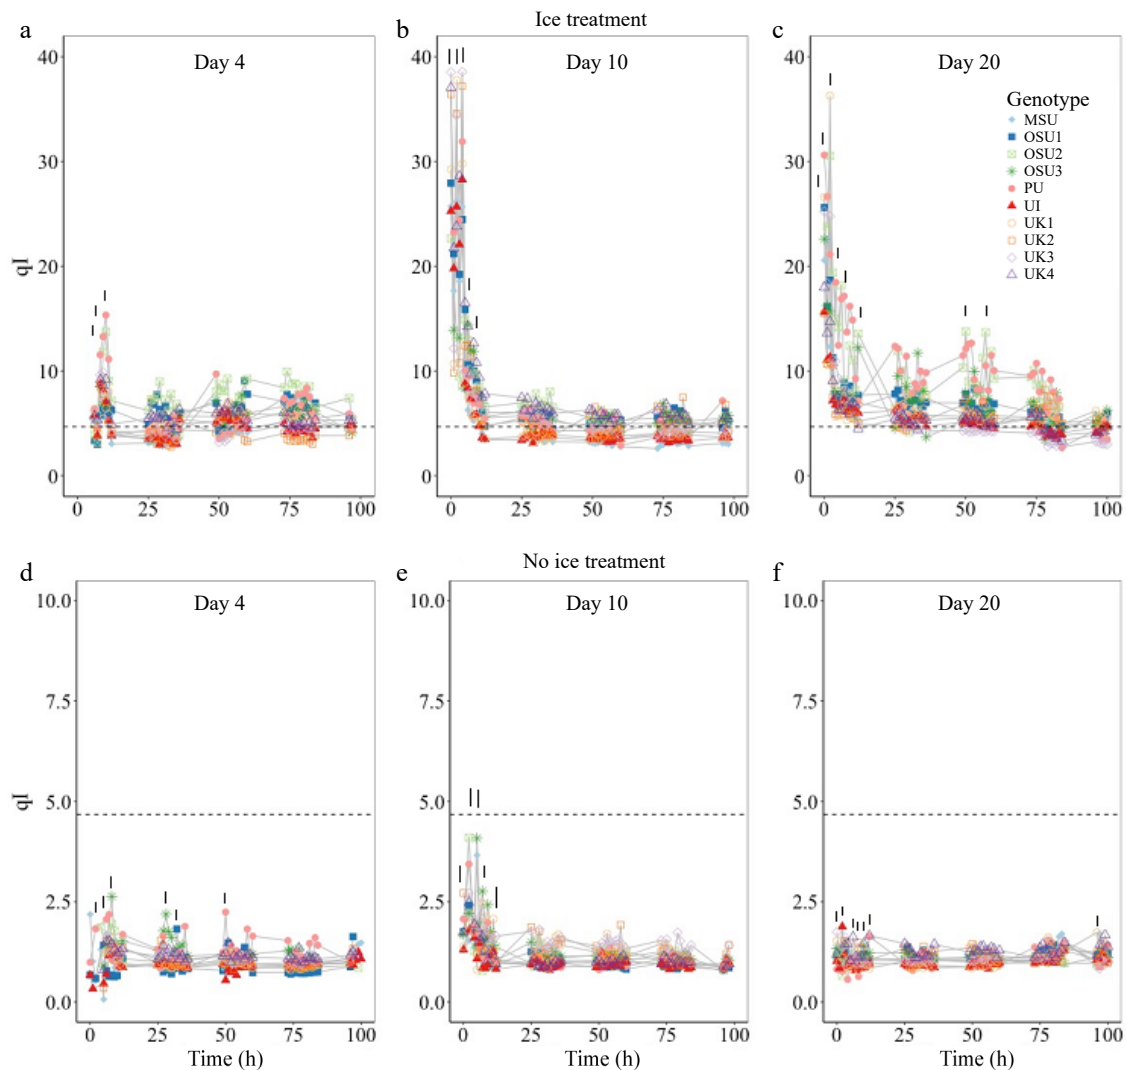 Ice treatment
a
b
c
Day 4
Day 10
Day 20
Genotype
MSU
OSU1
OSU2
OSU3
PU
UI
UK1
UK2
UK3
UK4
qI
40
30
20
10
0
0 25 50 75 100
40
30
20
10
0
0 25 50 75 100
40
30
20
10
0
0 25 50 75 100
No ice treatment
d
e
f
Day 4
Day 10
Day 20
qI
10.0
7.5
5.0
2.5
0.0
0 25 50 75 100
Time (h)
10.0
7.5
5.0
2.5
0.0
0 25 50 75 100
Time (h)
10.0
7.5
5.0
2.5
0.0
0 25 50 75 100
Time (h)